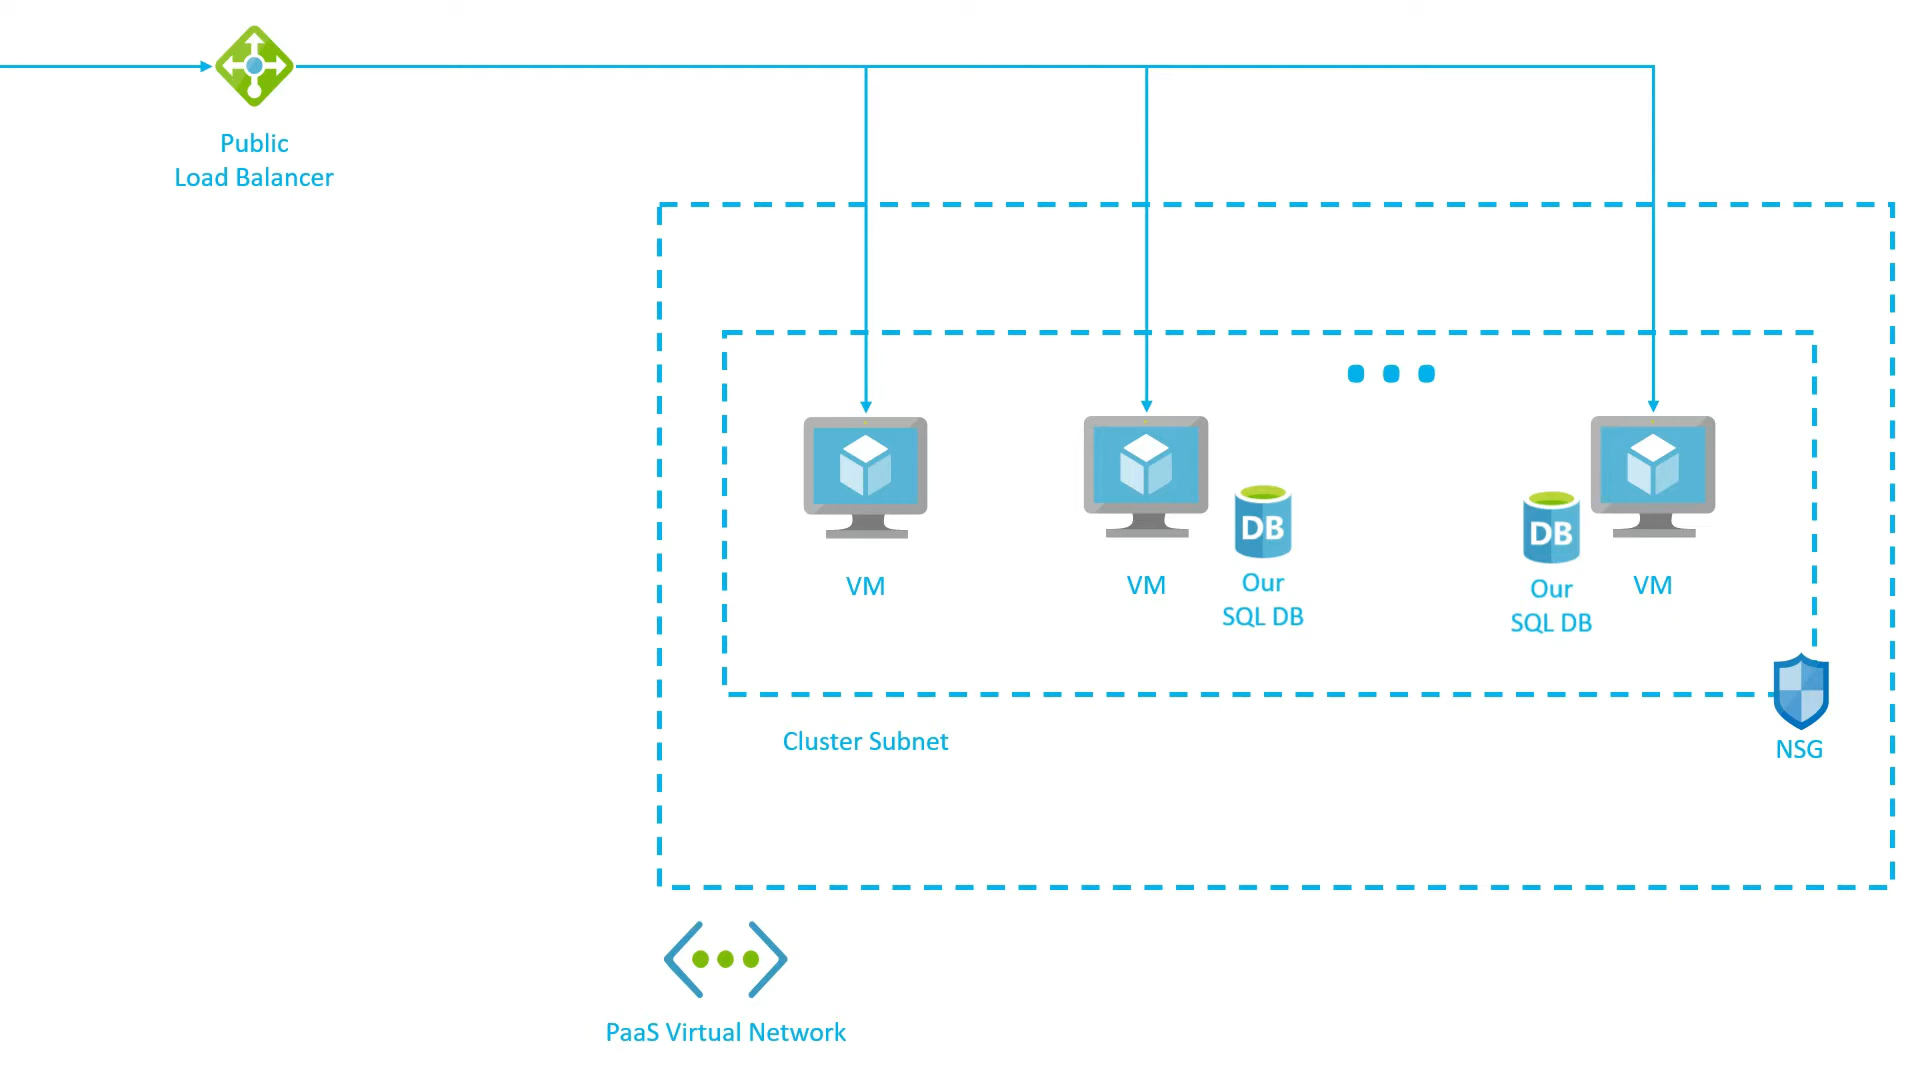 Public
Load Balancer
VM
VM
DB
Our
SQL DB
DB
Our
SQL DB
VM
Cluster Subnet
NSG
PaaS Virtual Network